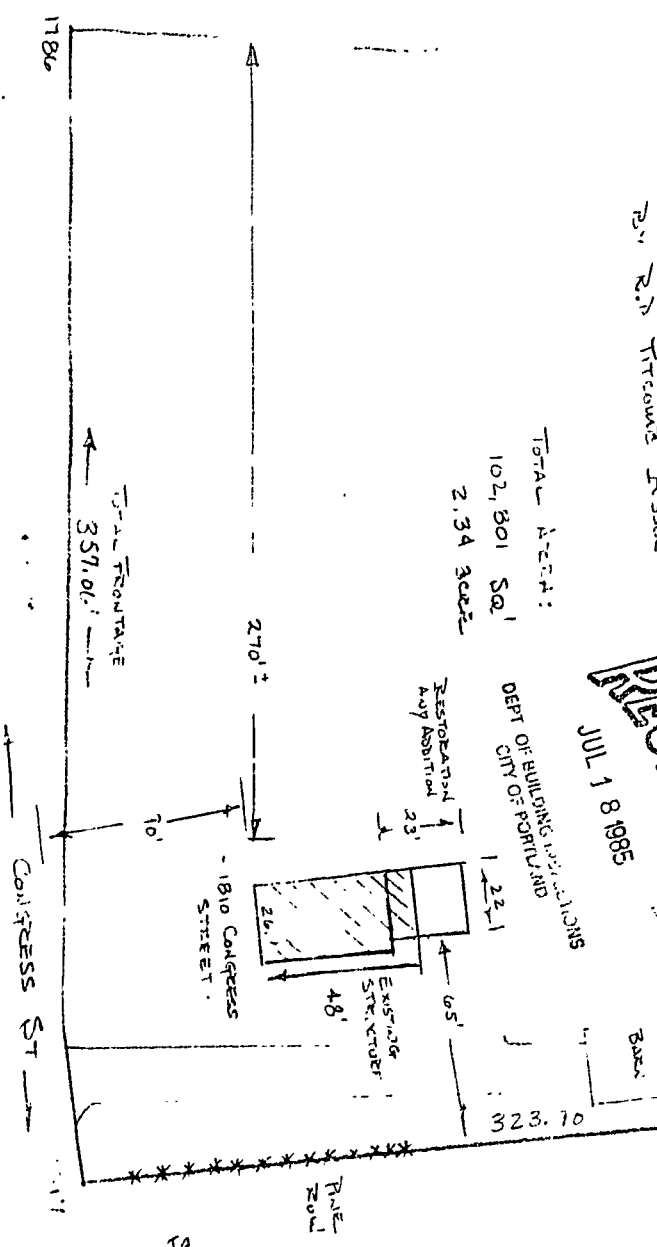 TOTAL AREA:
102,801 SQ'
2.34 acre
JUL 18 1985
DEPT OF BUILDING INSPECTIONS
CITY OF PORTLAND
RESTORATION
AND ADDITION
23'
22
65'
BARN
323.70
EXISTING
STRUCTURE
48'
26'
- 1810 CONGRESS
STREET.
270'±
70'
TOTAL FRONTAGE
357.06'
CONGRESS ST
1786
PINE
ROW